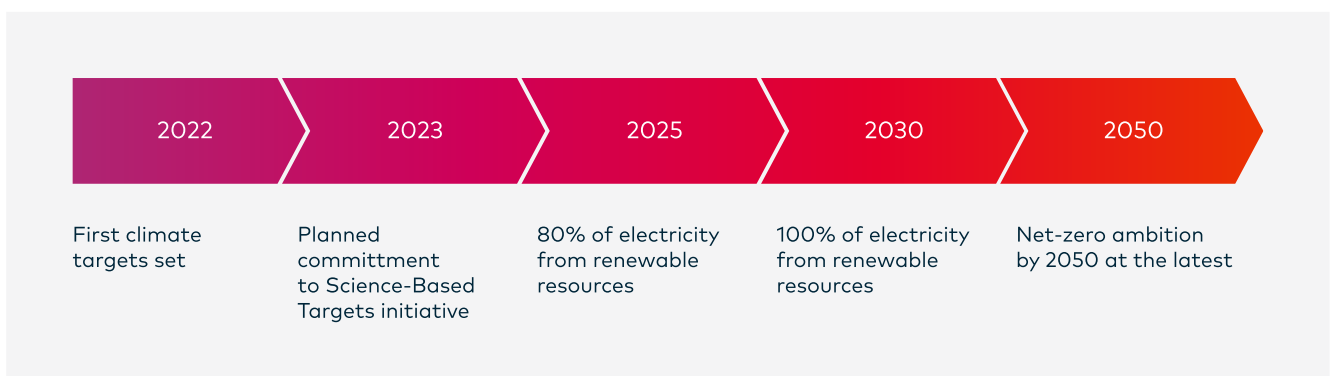 2022
2023
2025
2030
2050
First climate
targets set
Planned
committment
to Science-Based
Targets initiative
80% of electricity
from renewable
resources
100% of electricity
from renewable
resources
Net-zero ambition
by 2050 at the latest